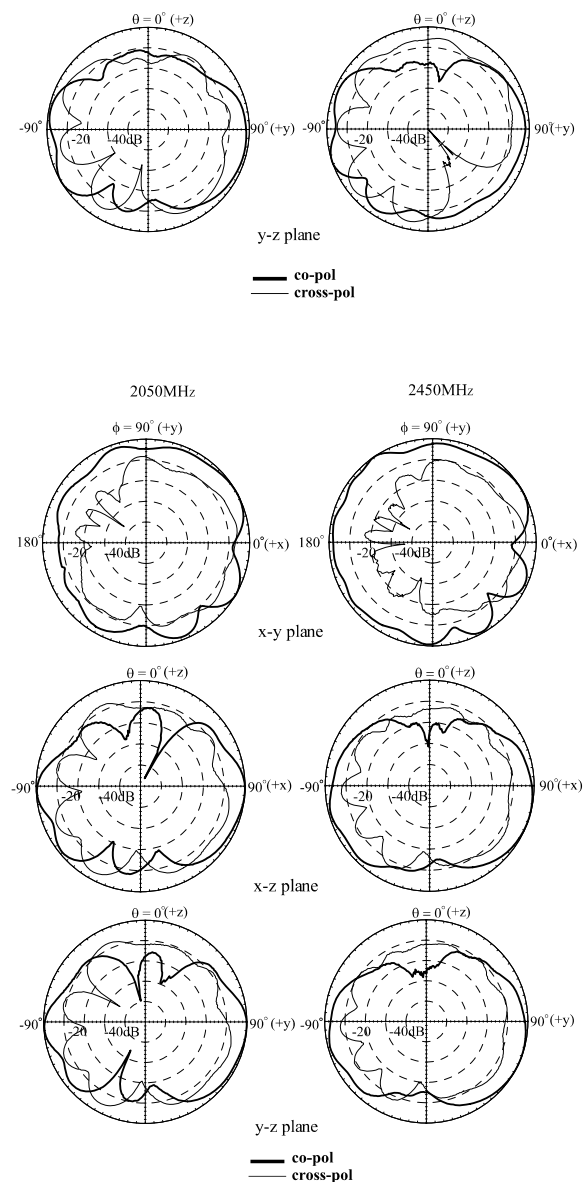 θ = 0° (+z) θ = 0° (+z)
-90° -20 -40dB 90° (+y) -90° -20 -40dB 90° (+y)
y-z plane
co-pol
cross-pol
2050MHz 2450MHz
ϕ = 90° (+y) ϕ = 90° (+y)
180° -20 -40dB 0° (+x) 180° -20 -40dB 0° (+x)
x-y plane
θ = 0° (+z) θ = 0° (+z)
-90° -20 -40dB 90° (+x) -90° -20 -40dB 90° (+x)
x-z plane
θ = 0° (+z) θ = 0° (+z)
-90° -20 -40dB 90° (+y) -90° -20 -40dB 90° (+y)
y-z plane
co-pol
cross-pol